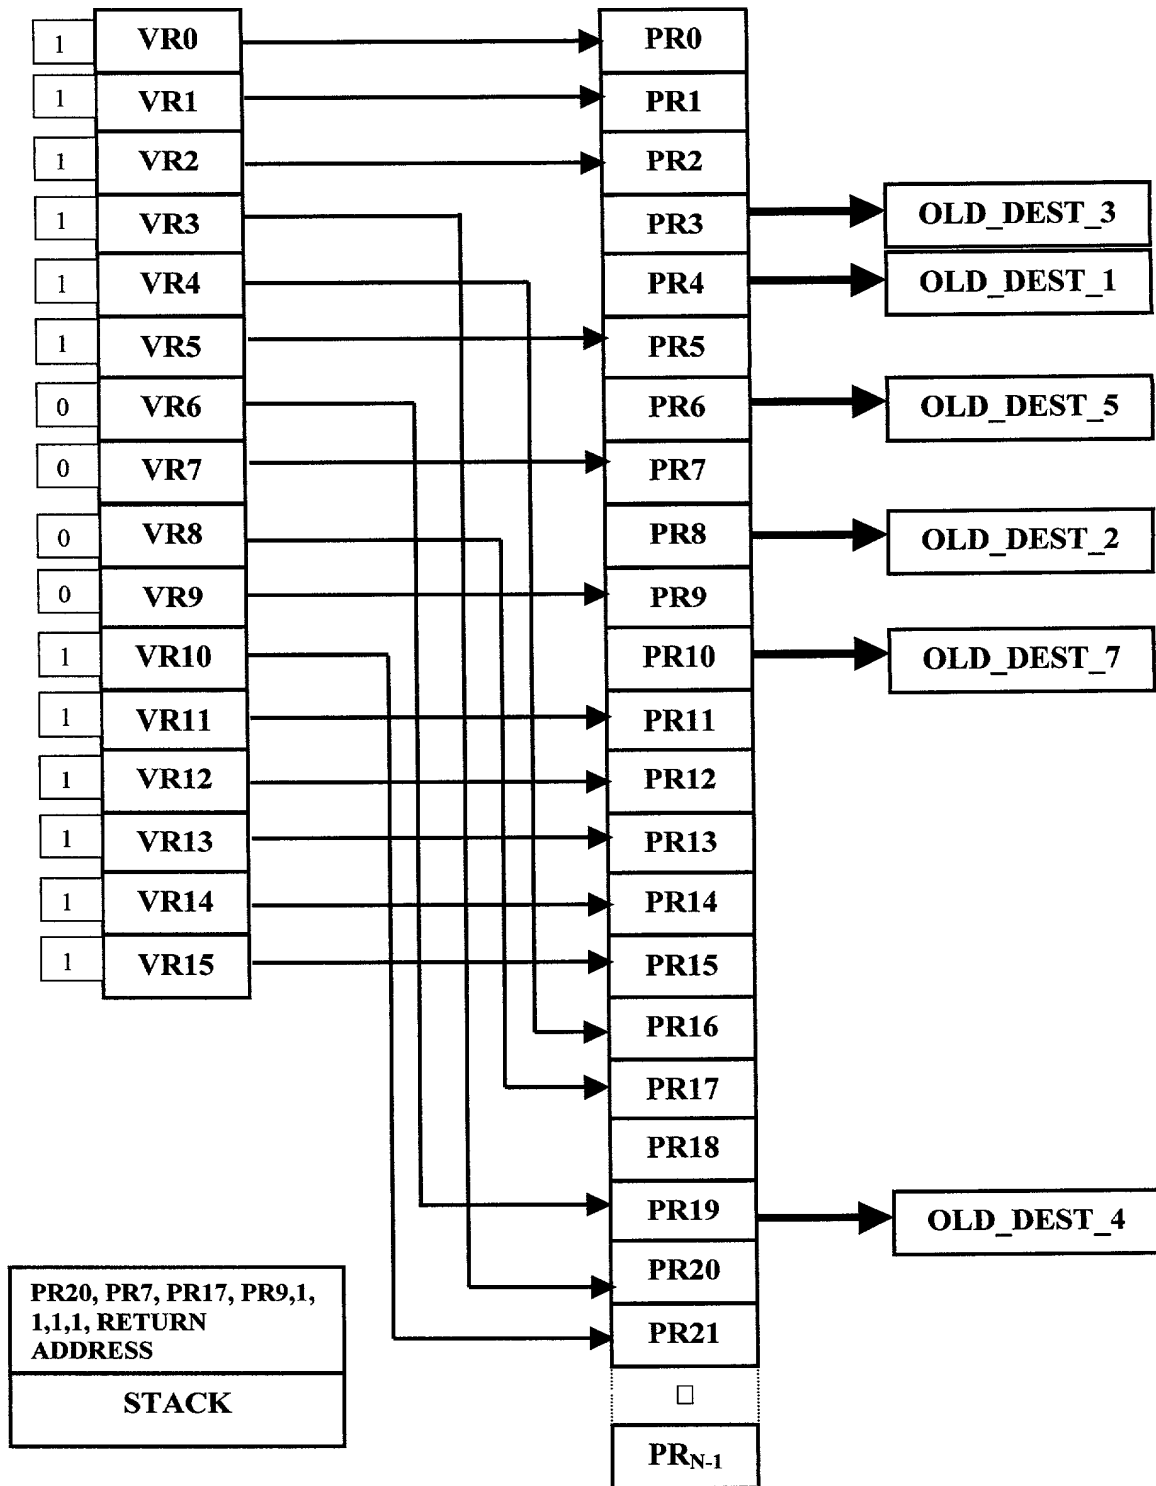 1 VR0 PR0
1 VR1 PR1
1 VR2 PR2
1 VR3 PR3 OLD_DEST_3
1 VR4 PR4 OLD_DEST_1
1 VR5 PR5
0 VR6 PR6 OLD_DEST_5
0 VR7 PR7
0 VR8 PR8 OLD_DEST_2
0 VR9 PR9
1 VR10 PR10 OLD_DEST_7
1 VR11 PR11
1 VR12 PR12
1 VR13 PR13
1 VR14 PR14
1 VR15 PR15
PR16
PR17
PR18
PR19 OLD_DEST_4
PR20
PR21
PRN-1
PR20, PR7, PR17, PR9,1,
1,1,1, RETURN
ADDRESS
STACK